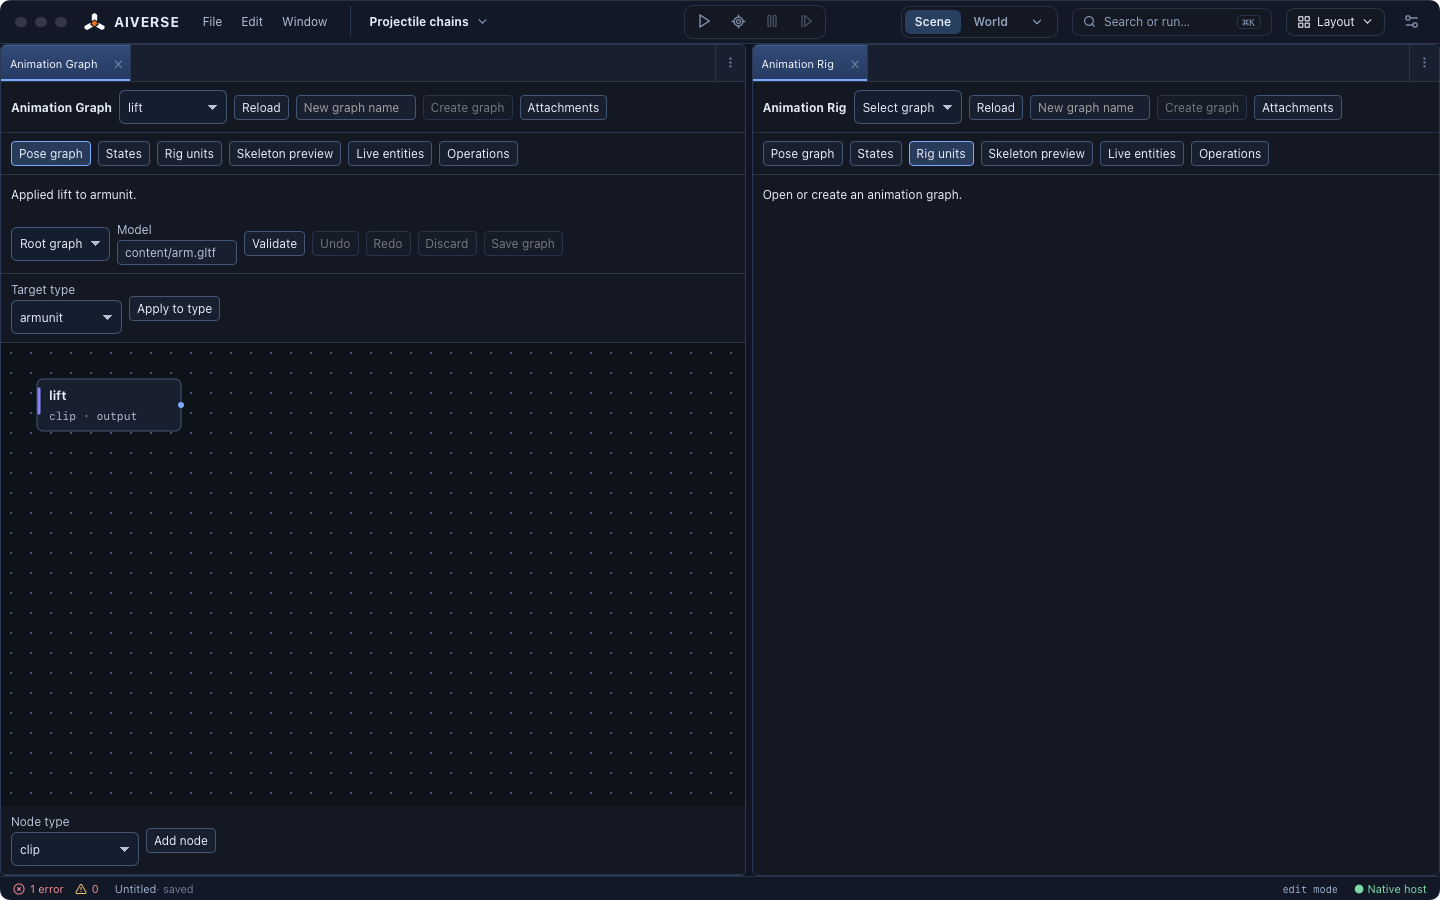 AIVERSE File Edit Window Projectile chains Scene World Search or run... ⌘K Layout
Animation Graph
Animation Rig
Animation Graph lift Reload New graph name Create graph Attachments
Pose graph States Rig units Skeleton preview Live entities Operations
Applied lift to armunit.
Model
Root graph content/arm.gltf Validate Undo Redo Discard Save graph
Target type
armunit Apply to type
lift
clip · output
Node type
clip Add node
Animation Rig Select graph Reload New graph name Create graph Attachments
Pose graph States Rig units Skeleton preview Live entities Operations
Open or create an animation graph.
1 error 0 Untitled · saved edit mode Native host